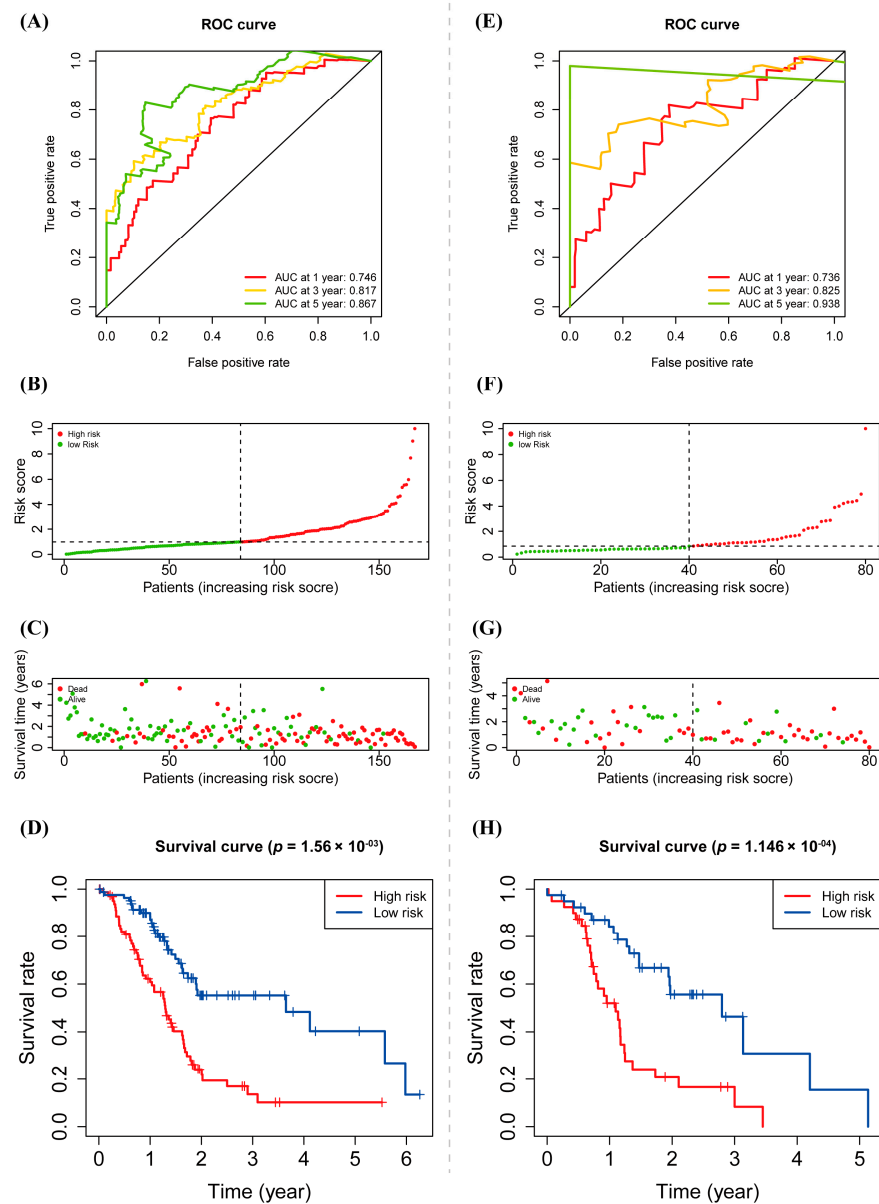 (A)
ROC curve
True positive rate
1.0
0.8
0.6
0.4
0.2
0.0
AUC at 1 year: 0.746
AUC at 3 year: 0.817
AUC at 5 year: 0.867
0.0 0.2 0.4 0.6 0.8 1.0
False positive rate
(B)
Risk score
10
8
6
4
2
0
High risk
low Risk
0 50 100 150
Patients (increasing risk socre)
(C)
Survival time (years)
6
4
2
1
0
Dead
Alive
0 50 100 150
Patients (increasing risk socre)
(D)
Survival curve (p = 1.56 × 10-03)
Survival rate
1.0
0.8
0.6
0.4
0.2
0.0
High risk
Low risk
0 1 2 3 4 5 6
Time (year)
(E)
ROC curve
True positive rate
1.0
0.8
0.6
0.4
0.2
0.0
AUC at 1 year: 0.736
AUC at 3 year: 0.825
AUC at 5 year: 0.938
0.0 0.2 0.4 0.6 0.8 1.0
False positive rate
(F)
Risk score
10
8
6
4
2
0
High risk
low Risk
0 20 40 60 80
Patients (increasing risk socre)
(G)
Survival time (years)
4
2
0
Dead
Alive
0 20 40 60 80
Patients (increasing risk socre)
(H)
Survival curve (p = 1.146 × 10-04)
Survival rate
1.0
0.8
0.6
0.4
0.2
0.0
High risk
Low risk
0 1 2 3 4 5
Time (year)